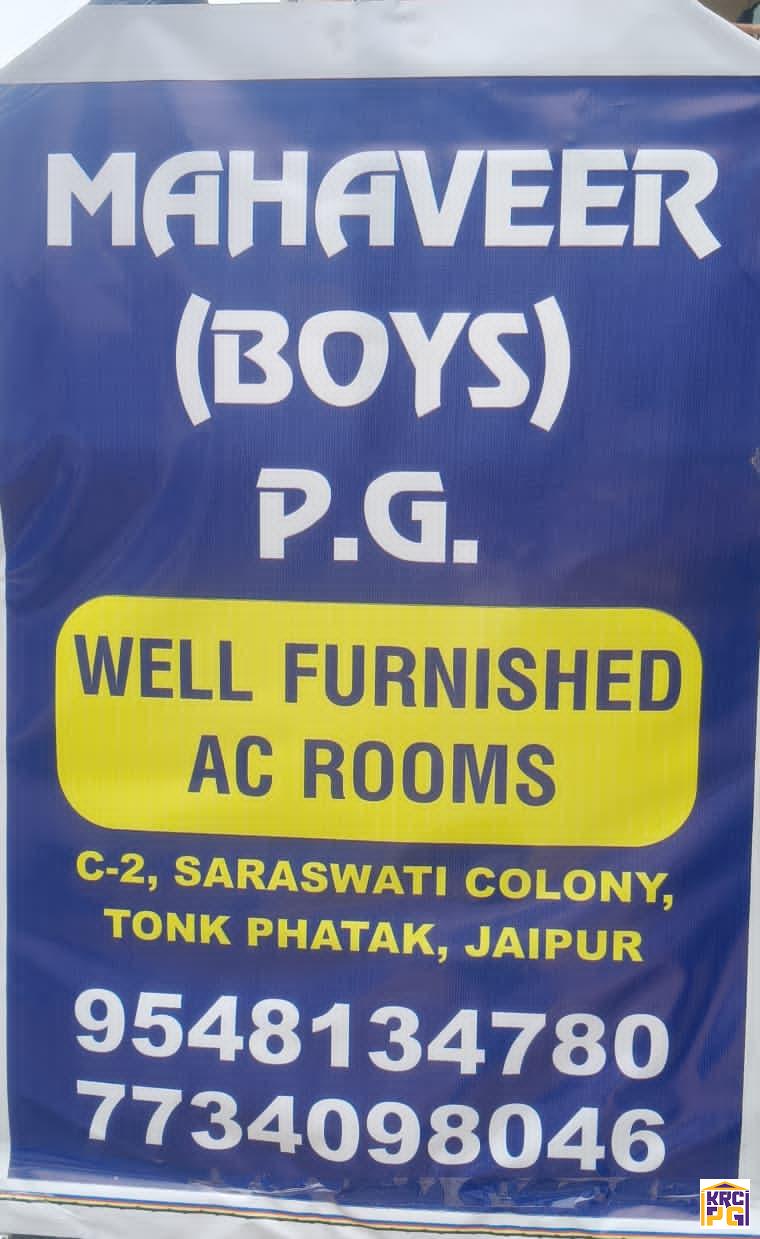 MAHAVEER
(BOYS)
P.G.
WELL FURNISHED
AC ROOMS
C-2, SARASWATI COLONY,
TONK PHATAK, JAIPUR
9548134780
7734098046
KRC
PG